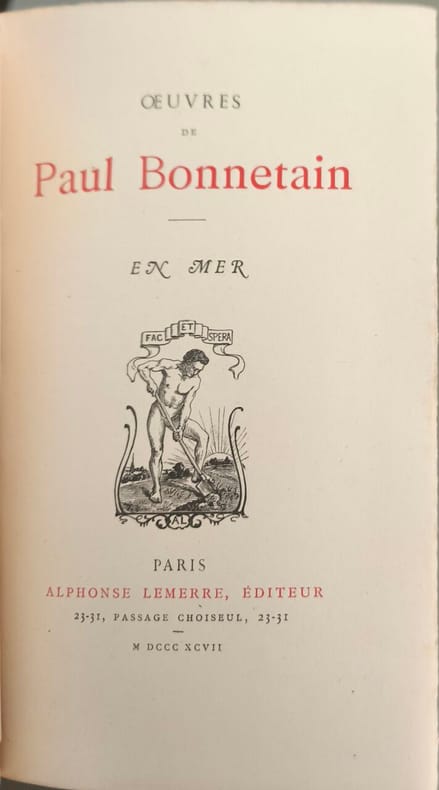 ŒUVRES
DE
Paul Bonnetain
EN MER
FAC ET SPERA
AL
PARIS
ALPHONSE LEMERRE, ÉDITEUR
23-31, PASSAGE CHOISEUL, 23-31
M DCCC XCVII